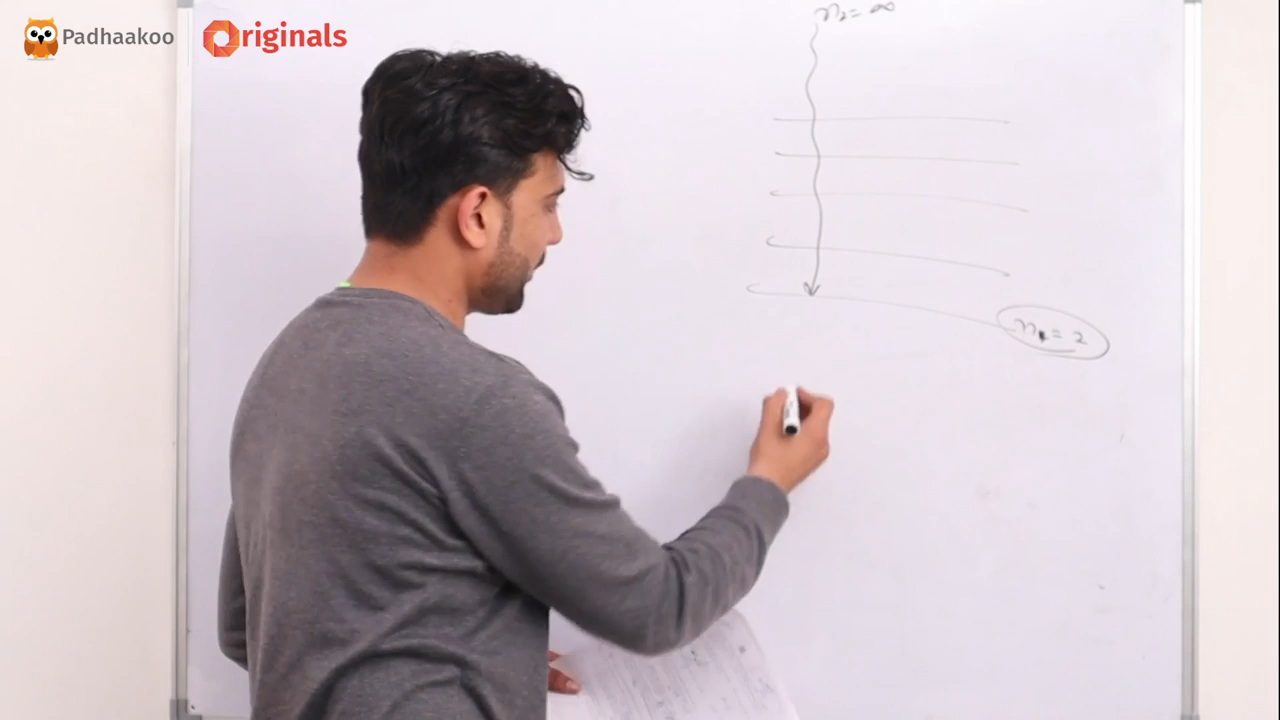 Padhaakoo Originals
n₂ = ∞
n₁ = 2